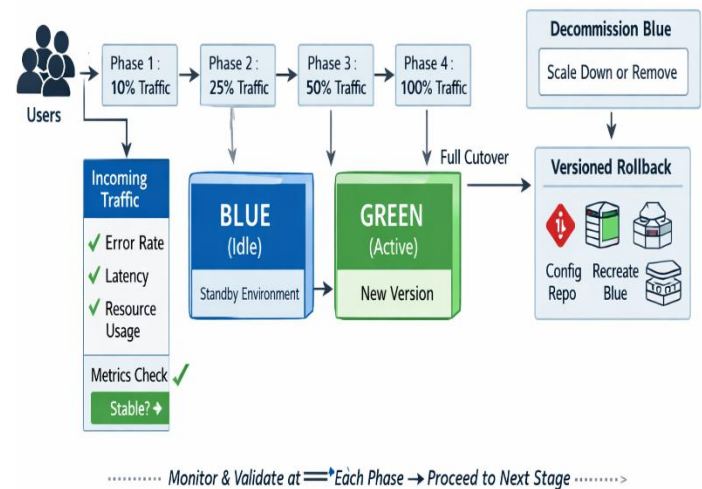 Users
Phase 1 :
10% Traffic
Phase 2 :
25% Traffic
Phase 3 :
50% Traffic
Phase 4 :
100% Traffic
Decommission Blue
Scale Down or Remove
Full Cutover
Incoming
Traffic
✓ Error Rate
✓ Latency
✓ Resource
Usage
Metrics Check ✓
Stable? →
BLUE
(Idle)
Standby Environment
GREEN
(Active)
New Version
Versioned Rollback
Config
Repo
Recreate
Blue
Monitor & Validate at Each Phase → Proceed to Next Stage